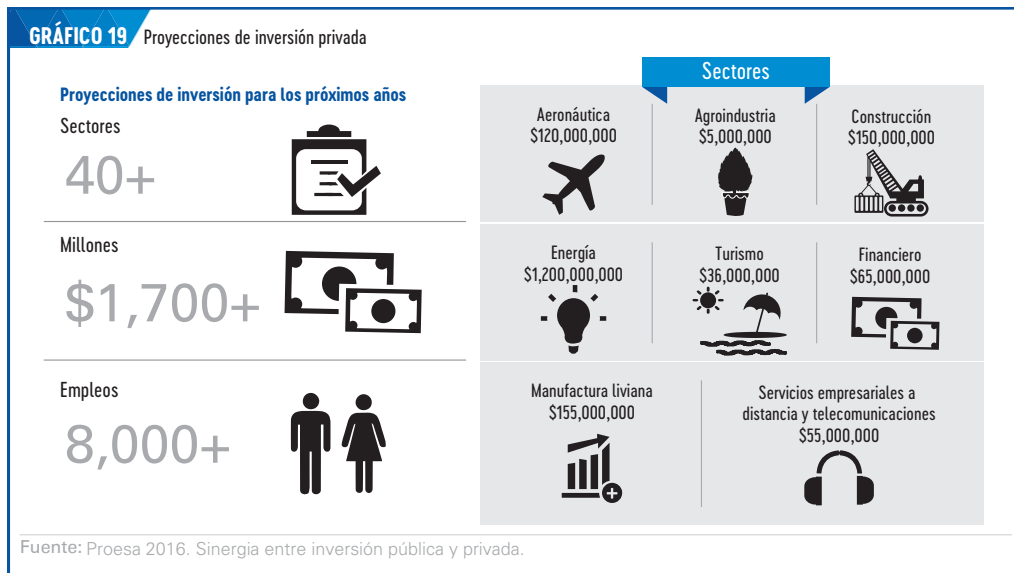 GRÁFICO 19 Proyecciones de inversión privada
Proyecciones de inversión para los próximos años
Sectores
40+
Millones
$1,700+
Empleos
8,000+
Sectores
Aeronáutica
$120,000,000
Agroindustria
$5,000,000
Construcción
$150,000,000
Energía
$1,200,000,000
Turismo
$36,000,000
Financiero
$65,000,000
Manufactura liviana
$155,000,000
Servicios empresariales a
distancia y telecomunicaciones
$55,000,000
Fuente: Proesa 2016. Sinergia entre inversión pública y privada.